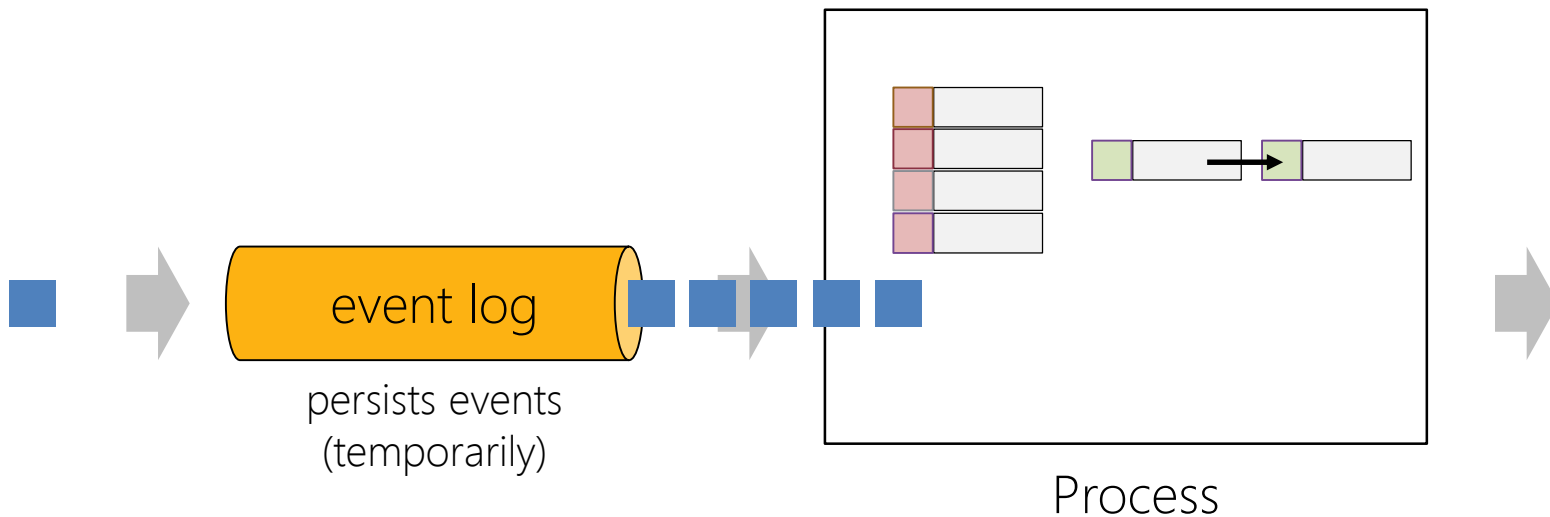 event log
persists events
(temporarily)
Process